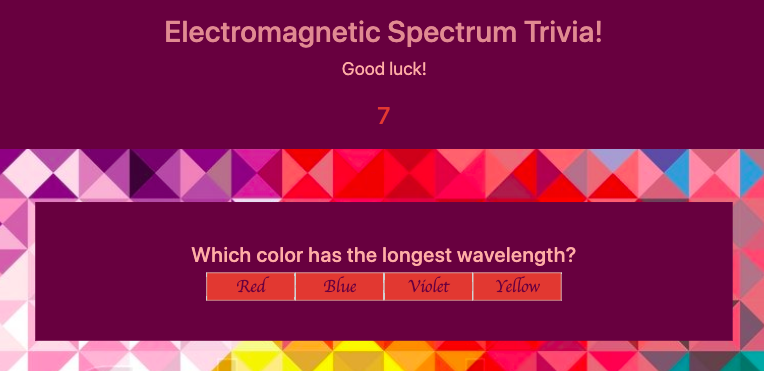 Electromagnetic Spectrum Trivia!
Good luck!
7
Which color has the longest wavelength?
Red Blue Violet Yellow